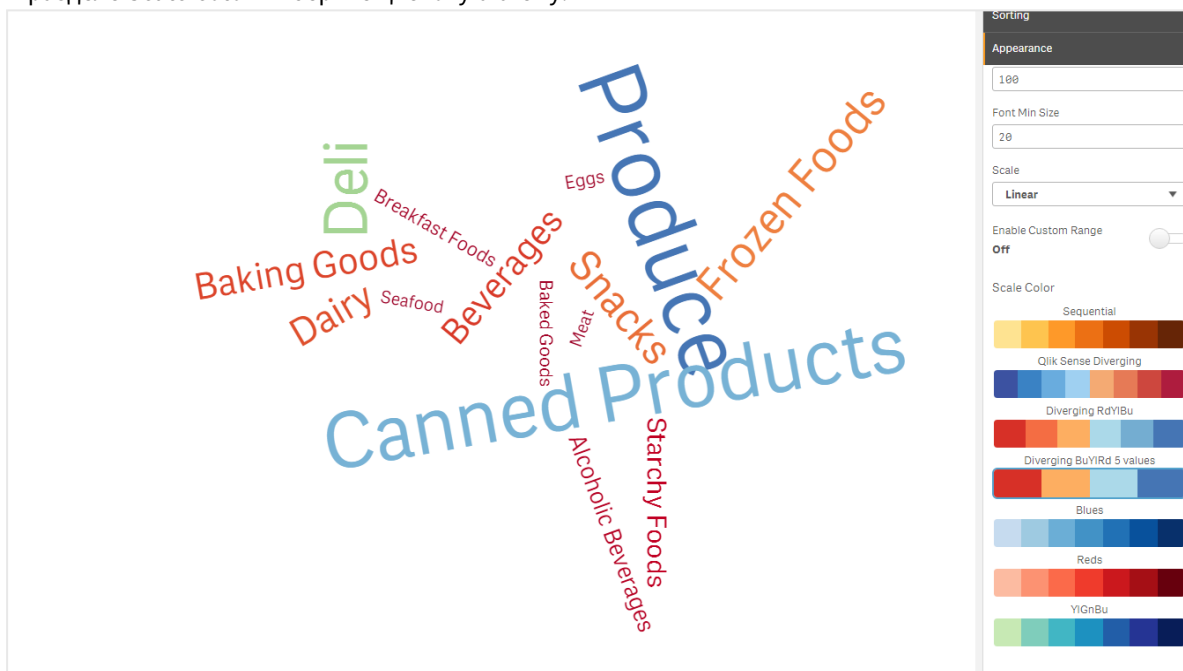 Sorting
Appearance
100
Font Min Size
20
Scale
Linear
Enable Custom Range
Off
Scale Color
Sequential
Qlik Sense Diverging
Diverging RdYlBu
Diverging BuYlRd 5 values
Blues
Reds
YlGnBu
Produce
Frozen Foods
Deli
Eggs
Breakfast Foods
Beverages
Baking Goods
Snacks
Dairy
Seafood
Baked Goods
Meat
Canned Products
Starchy Foods
Alcoholic Beverages